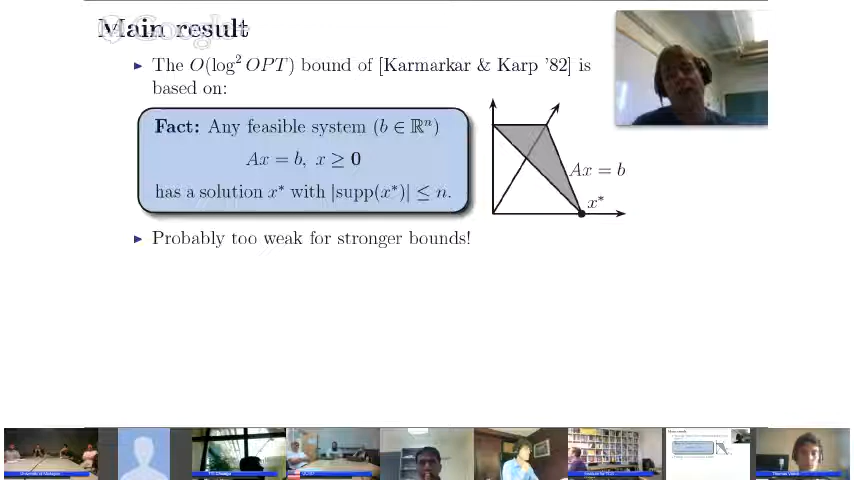 Main result
Google+
▶ The O(log² OPT) bound of [Karmarkar & Karp '82] is
based on:
Fact: Any feasible system (b ∈ ℝⁿ)
Ax = b, x ≥ 0
has a solution x* with |supp(x*)| ≤ n.
Ax = b
x*
▶ Probably too weak for stronger bounds!